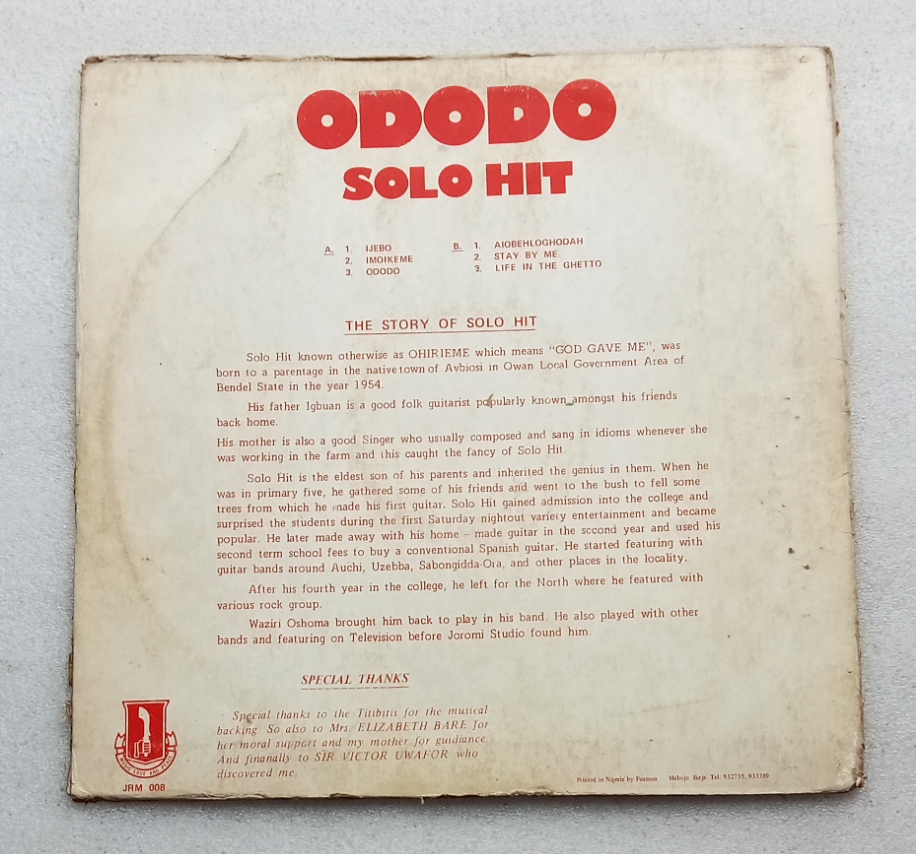 ODODO
SOLO HIT
A. 1. IJEBO
2. IMOIKEME
3. ODODO
B. 1. AIOBEHLOGHODAH
2. STAY BY ME.
3. LIFE IN THE GHETTO
THE STORY OF SOLO HIT
Solo Hit known otherwise as OHIRIEME which means "GOD GAVE ME", was
born to a parentage in the native town of Avbiosi in Owan Local Government Area of
Bendel State in the year 1954.
His father Igbuan is a good folk guitarist popularly known amongst his friends
back home.
His mother is also a good Singer who usually composed and sang in idioms whenever she
was working in the farm and this caught the fancy of Solo Hit.
Solo Hit is the eldest son of his parents and inherited the genius in them. When he
was in primary five, he gathered some of his friends and went to the bush to fell some
trees from which he made his first guitar. Solo Hit gained admission into the college and
surprised the students during the first Saturday nightout variety entertainment and became
popular. He later made away with his home – made guitar in the second year and used his
second term school fees to buy a conventional Spanish guitar. He started featuring with
guitar bands around Auchi, Uzebba, Sabongidda-Ora, and other places in the locality.
After his fourth year in the college, he left for the North where he featured with
various rock group.
Waziri Oshoma brought him back to play in his band. He also played with other
bands and featuring on Television before Joromi Studio found him
SPECIAL THANKS
Special thanks to the Titibitis for the musical
backing. So also to Mrs. ELIZABETH BARE for
her moral support and my mother for guidiance.
And finanally to SIR VICTOR UWAFOR who
discovered me.
JRM 008
Printed in Nigeria by Ikeja. Tel: 932735, 933389